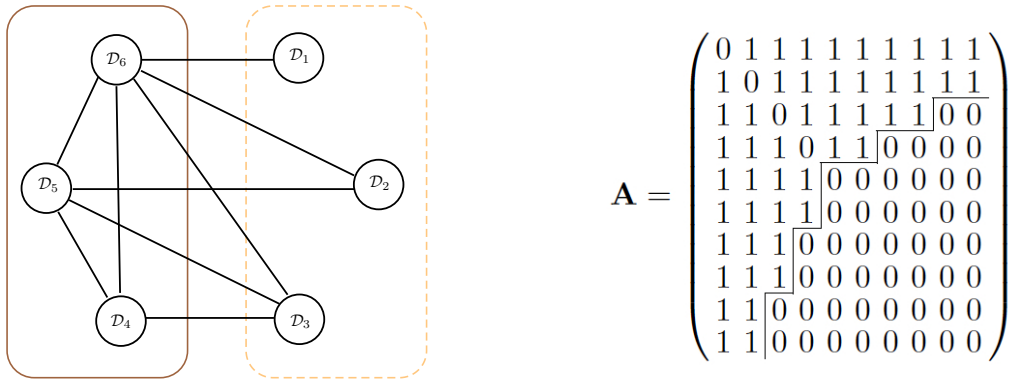 𝒟₆
𝒟₁
𝒟₅
𝒟₂
𝒟₄
𝒟₃
A =
0 1 1 1 1 1 1 1 1 1
1 0 1 1 1 1 1 1 1 1
1 1 0 1 1 1 1 1 0 0
1 1 1 0 1 1 0 0 0 0
1 1 1 1 0 0 0 0 0 0
1 1 1 1 0 0 0 0 0 0
1 1 1 0 0 0 0 0 0 0
1 1 1 0 0 0 0 0 0 0
1 1 0 0 0 0 0 0 0 0
1 1 0 0 0 0 0 0 0 0